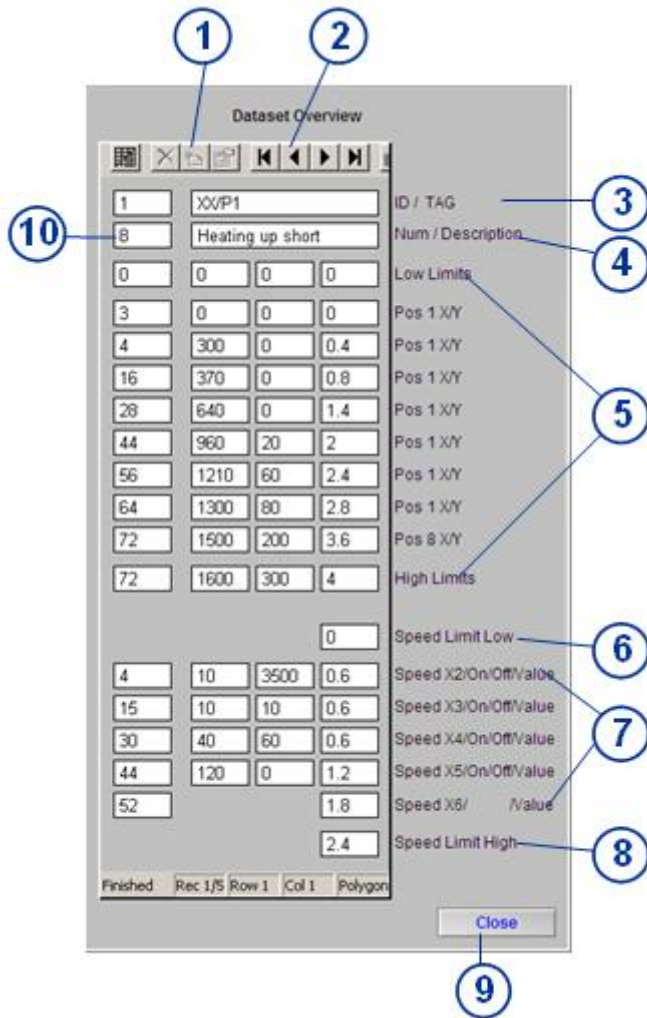 1 2
Dataset Overview
1 XX/P1 ID / TAG 3
10 8 Heating up short Num / Description 4
0 0 0 0 Low Limits
3 0 0 0 Pos 1 X/Y
4 300 0 0.4 Pos 1 X/Y
16 370 0 0.8 Pos 1 X/Y
28 640 0 1.4 Pos 1 X/Y 5
44 960 20 2 Pos 1 X/Y
56 1210 60 2.4 Pos 1 X/Y
64 1300 80 2.8 Pos 1 X/Y
72 1500 200 3.6 Pos 8 X/Y
72 1600 300 4 High Limits
0 Speed Limit Low 6
4 10 3500 0.6 Speed X2/On/Off/Value
15 10 10 0.6 Speed X3/On/Off/Value
30 40 60 0.6 Speed X4/On/Off/Value 7
44 120 0 1.2 Speed X5/On/Off/Value
52 1.8 Speed X6/ /Value
2.4 Speed Limit High 8
Finished Rec 1/5 Row 1 Col 1 Polygon
Close
9